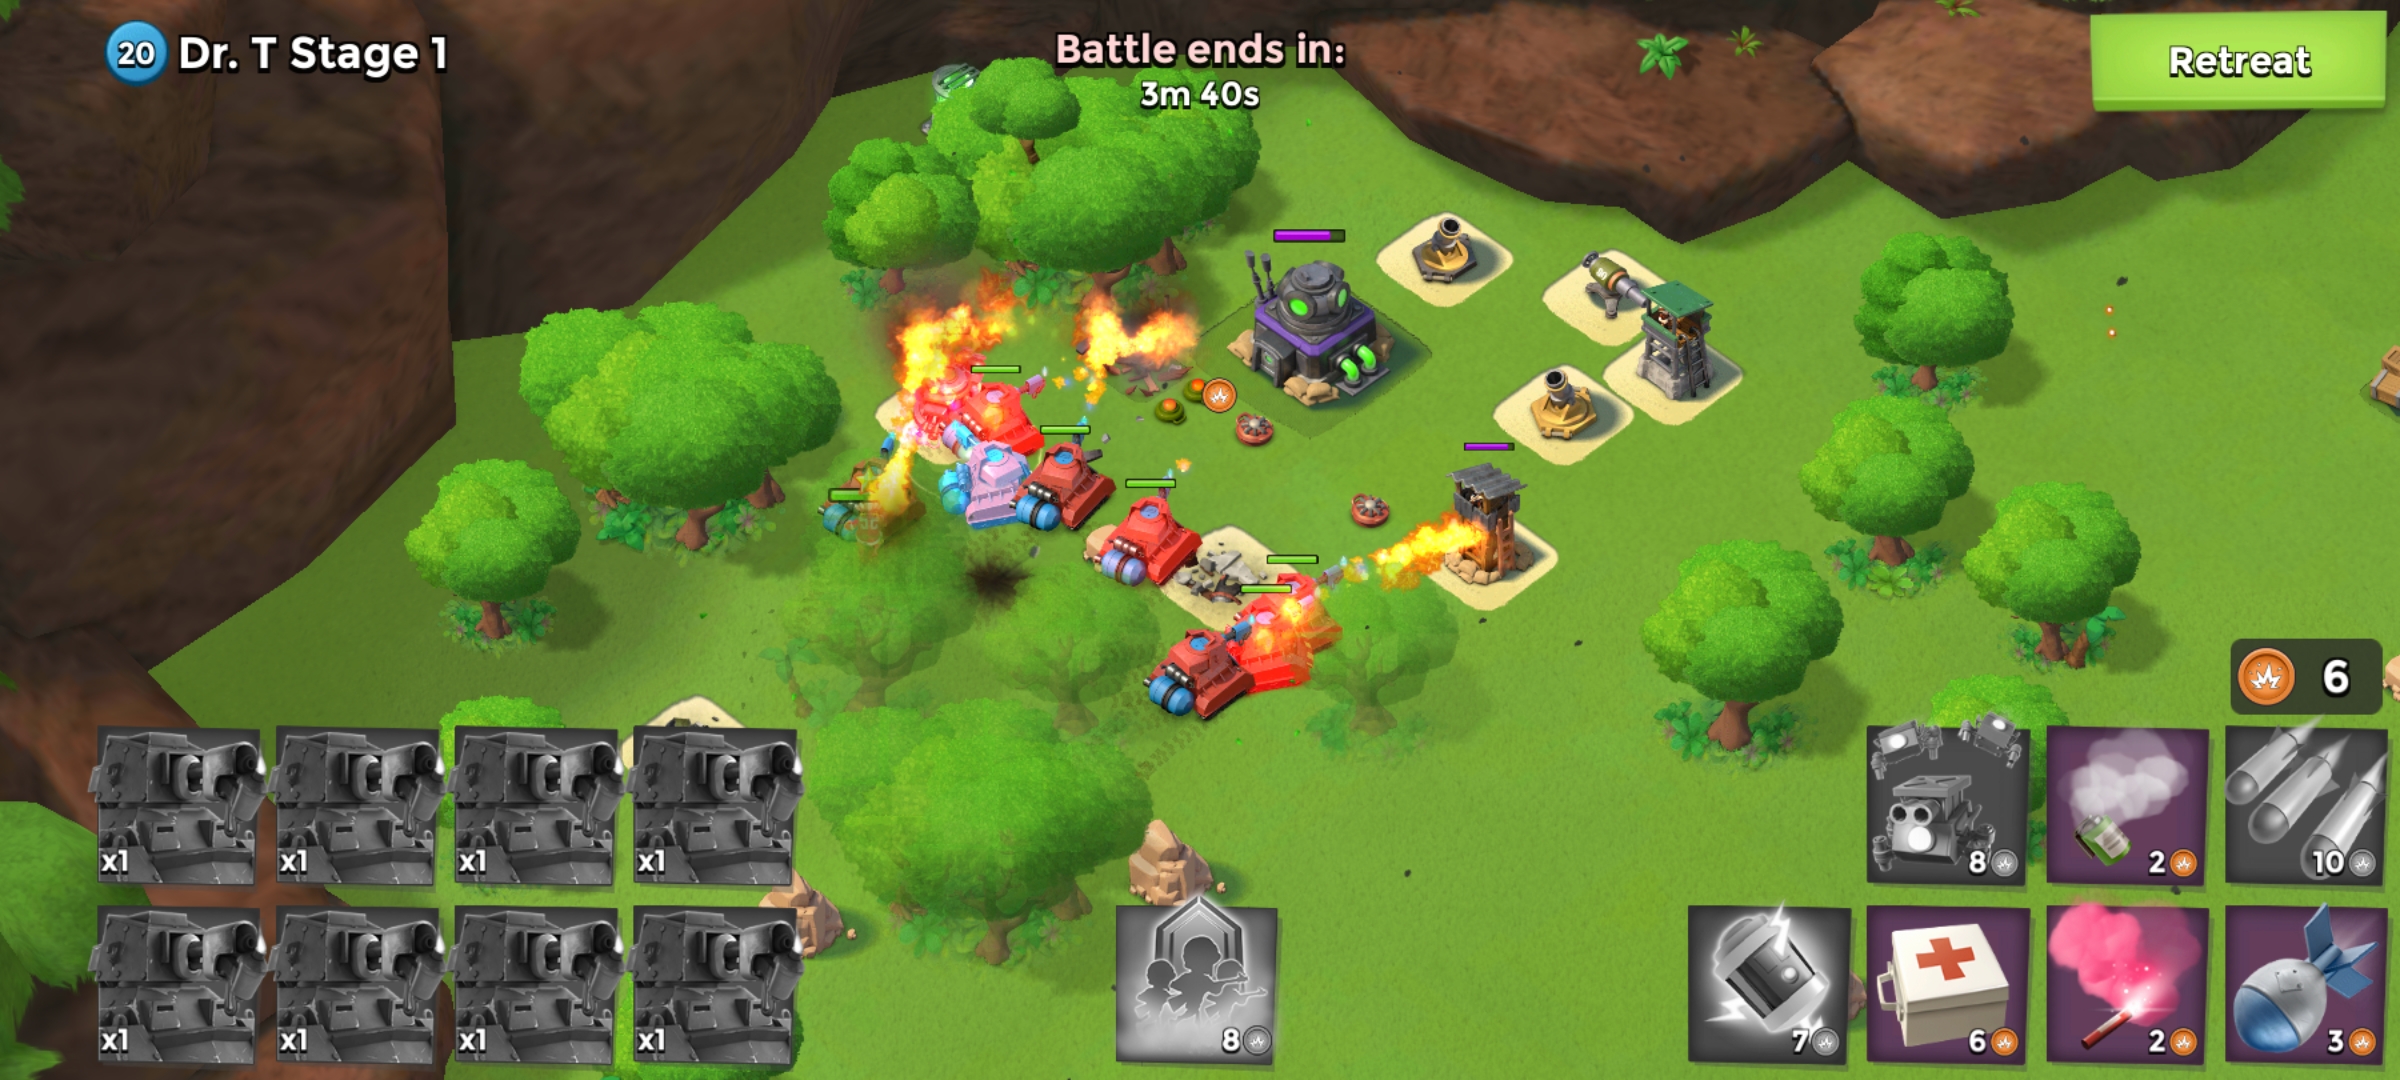 20 Dr. T Stage 1
Battle ends in:
3m 40s
Retreat
6
x1 x1 x1 x1
8 2 10
x1 x1 x1 x1
8 7 6 2 3